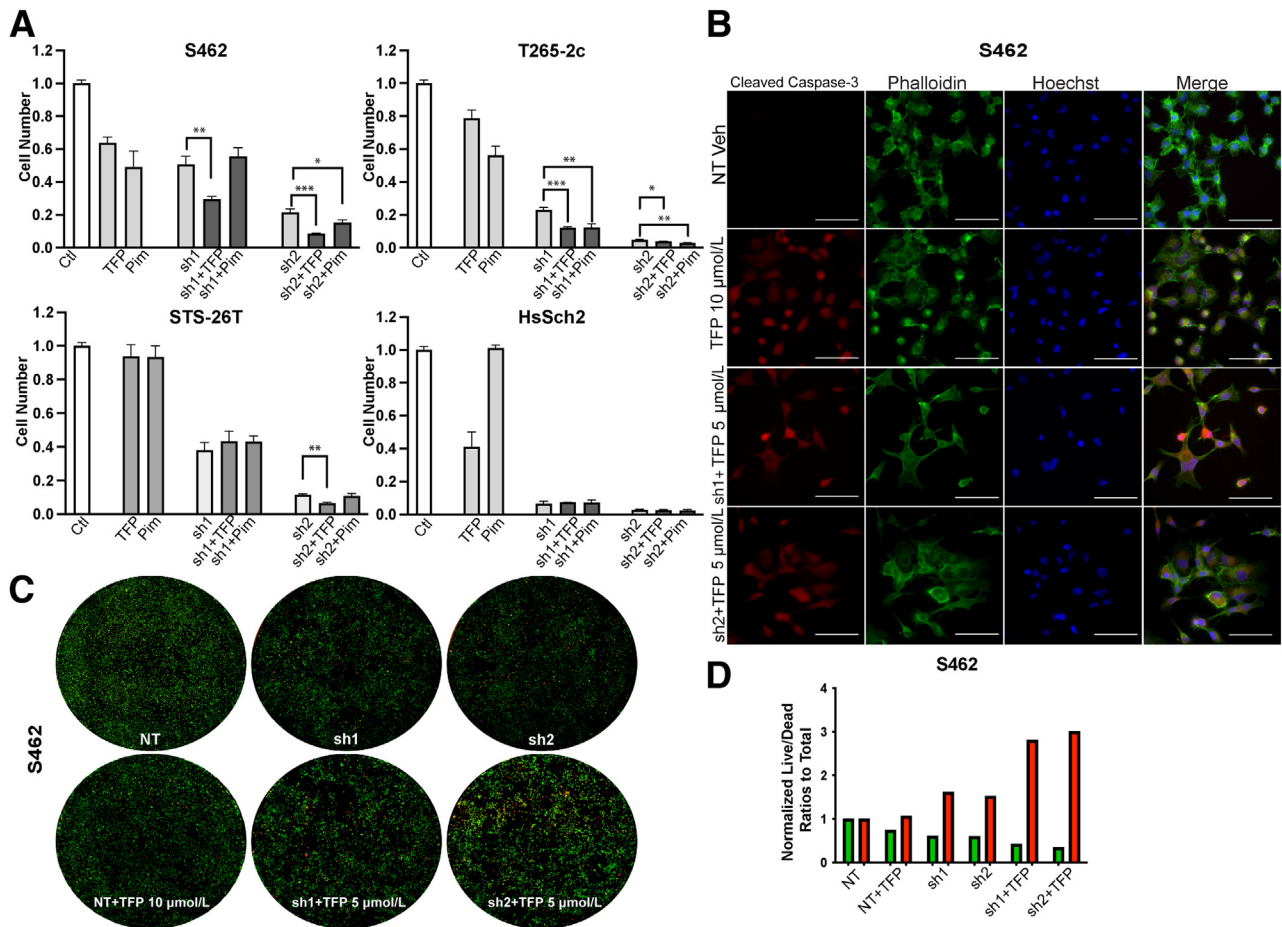 A
S462
Cell Number
1.2
1.0
0.8
0.6
0.4
0.2
0.0
**
***
*
Ctl
TFP
Pim
sh1
sh1+TFP
sh1+Pim
sh2
sh2+TFP
sh2+Pim
T265-2c
Cell Number
1.2
1.0
0.8
0.6
0.4
0.2
0.0
***
**
*
**
Ctl
TFP
Pim
sh1
sh1+TFP
sh1+Pim
sh2
sh2+TFP
sh2+Pim
STS-26T
Cell Number
1.2
1.0
0.8
0.6
0.4
0.2
0.0
**
Ctl
TFP
Pim
sh1
sh1+TFP
sh1+Pim
sh2
sh2+TFP
sh2+Pim
HsSch2
Cell Number
1.2
1.0
0.8
0.6
0.4
0.2
0.0
Ctl
TFP
Pim
sh1
sh1+TFP
sh1+Pim
sh2
sh2+TFP
sh2+Pim
B
S462
Cleaved Caspase-3 Phalloidin Hoechst Merge
NT Veh
TFP 10 μmol/L
sh1+ TFP 5 μmol/L
sh2+TFP 5 μmol/L
C
S462
NT
sh1
sh2
NT+TFP 10 μmol/L
sh1+TFP 5 μmol/L
sh2+TFP 5 μmol/L
D
S462
Normalized Live/Dead
Ratios to Total
4
3
2
1
0
NT
NT+TFP
sh1
sh2
sh1+TFP
sh2+TFP